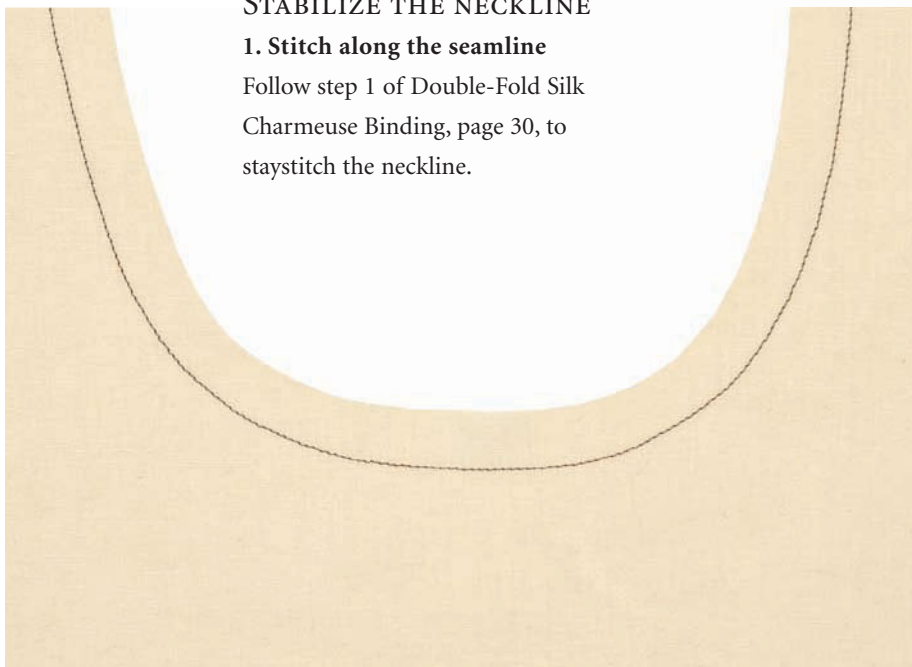 STABILIZE THE NECKLINE
1. Stitch along the seamline
Follow step 1 of Double-Fold Silk
Charmeuse Binding, page 30, to
staystitch the neckline.